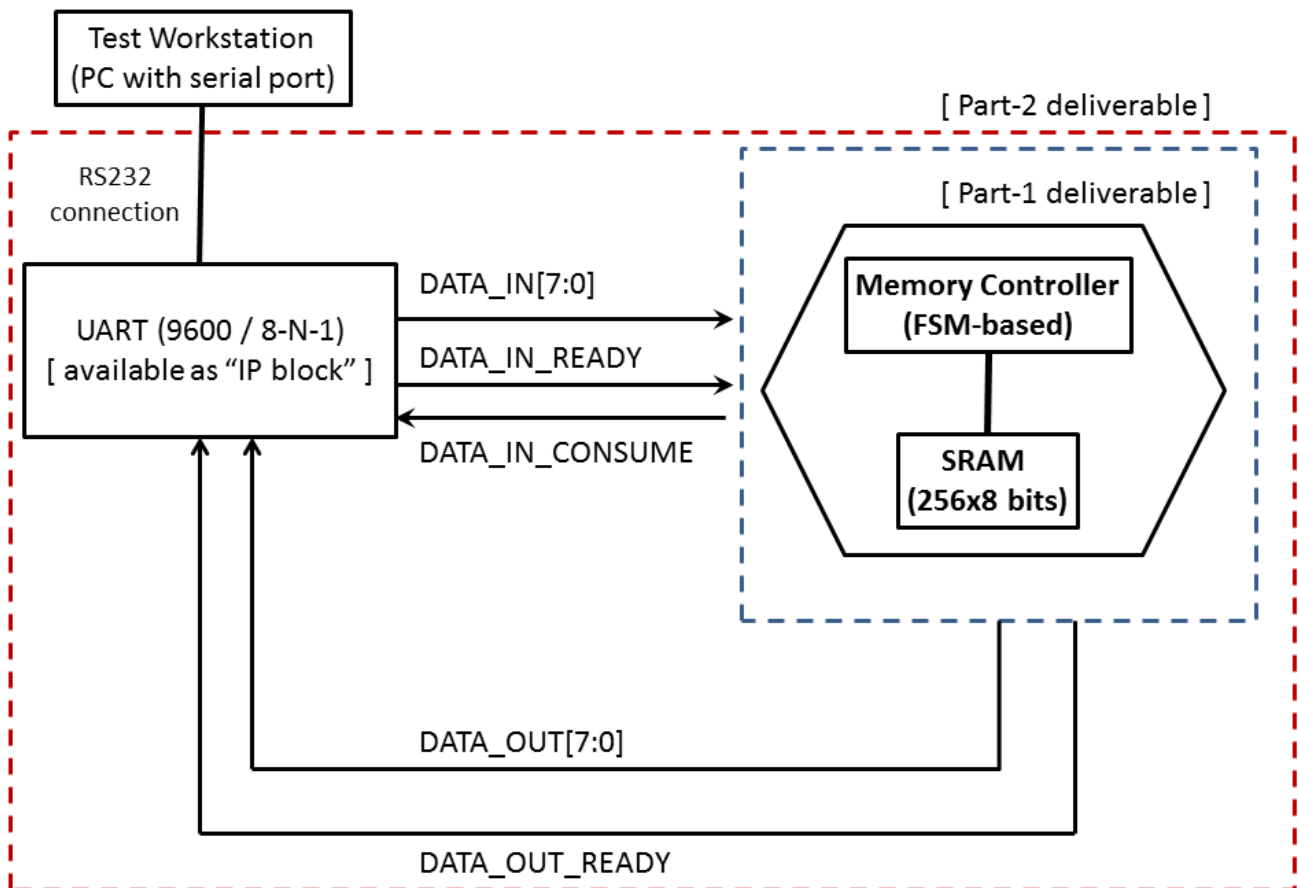 Test Workstation
(PC with serial port)
[ Part-2 deliverable ]
RS232
connection
[ Part-1 deliverable ]
UART (9600 / 8-N-1)
[ available as “IP block” ]
DATA_IN[7:0]
DATA_IN_READY
DATA_IN_CONSUME
Memory Controller
(FSM-based)
SRAM
(256x8 bits)
DATA_OUT[7:0]
DATA_OUT_READY